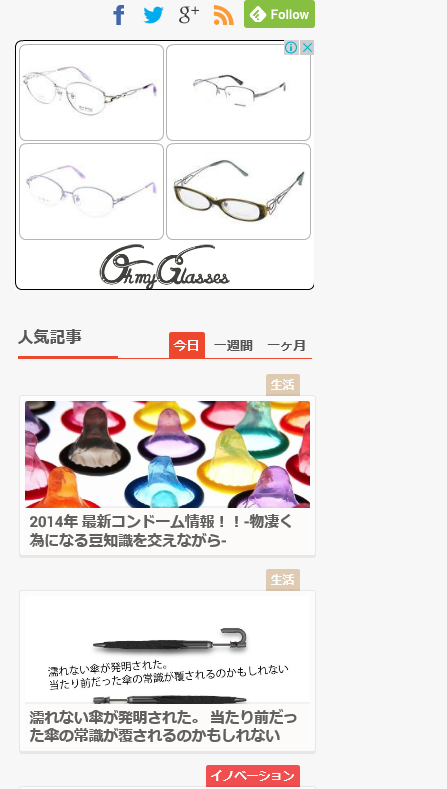 g+
Follow
Oh my Glasses
人気記事
今日 一週間 一ヶ月
生活
2014年 最新コンドーム情報！！-物凄く
為になる豆知識を交えながら-
生活
濡れない傘が発明された。
当たり前だった傘の常識が覆されるのかもしれない
濡れない傘が発明された。 当たり前だっ
た傘の常識が覆されるのかもしれない
イノベーション